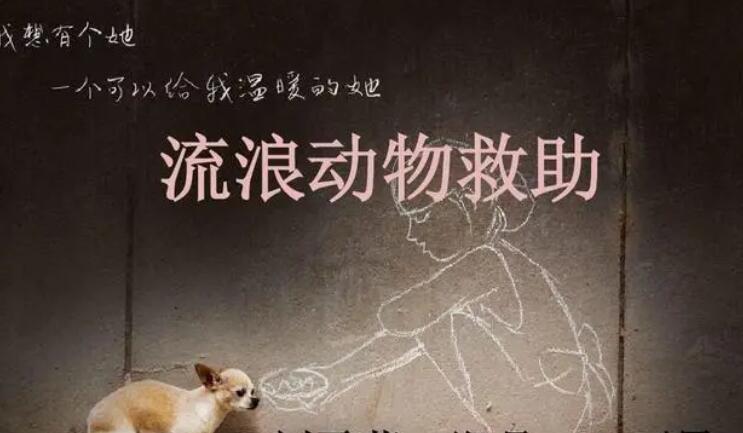 我想有个她
一个可以给我温暖的她
流浪动物救助